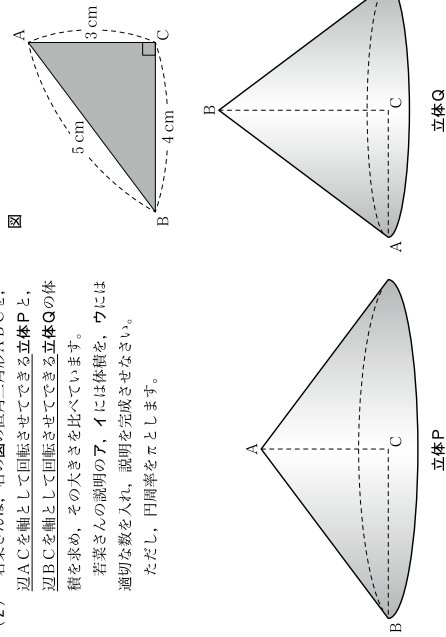 (2) 若菜さんは、右の図の直角三角形ＡＢＣを、
辺ＡＣを軸として回転させてできる立体Ｐと、
辺ＢＣを軸として回転させてできる立体Ｑの体
積を求め、その大きさを比べています。
若菜さんの説明のア、イには体積を、ウには
適切な数を入れ、説明を完成させなさい。
ただし、円周率をπとします。
図
A
3 cm
5 cm
C
B
4 cm
A
C
B
立体Ｐ
B
C
A
立体Ｑ